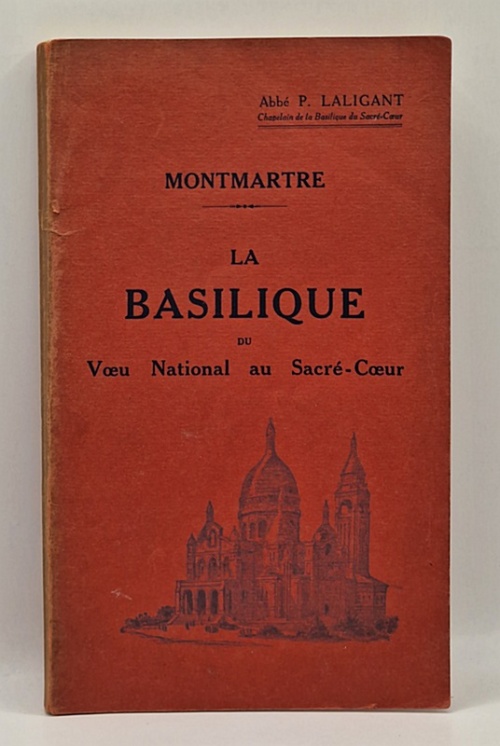 Abbé P. LALIGANT
Chapelain de la Basilique du Sacré-Cœur
MONTMARTRE
LA
BASILIQUE
DU
Vœu National au Sacré-Cœur